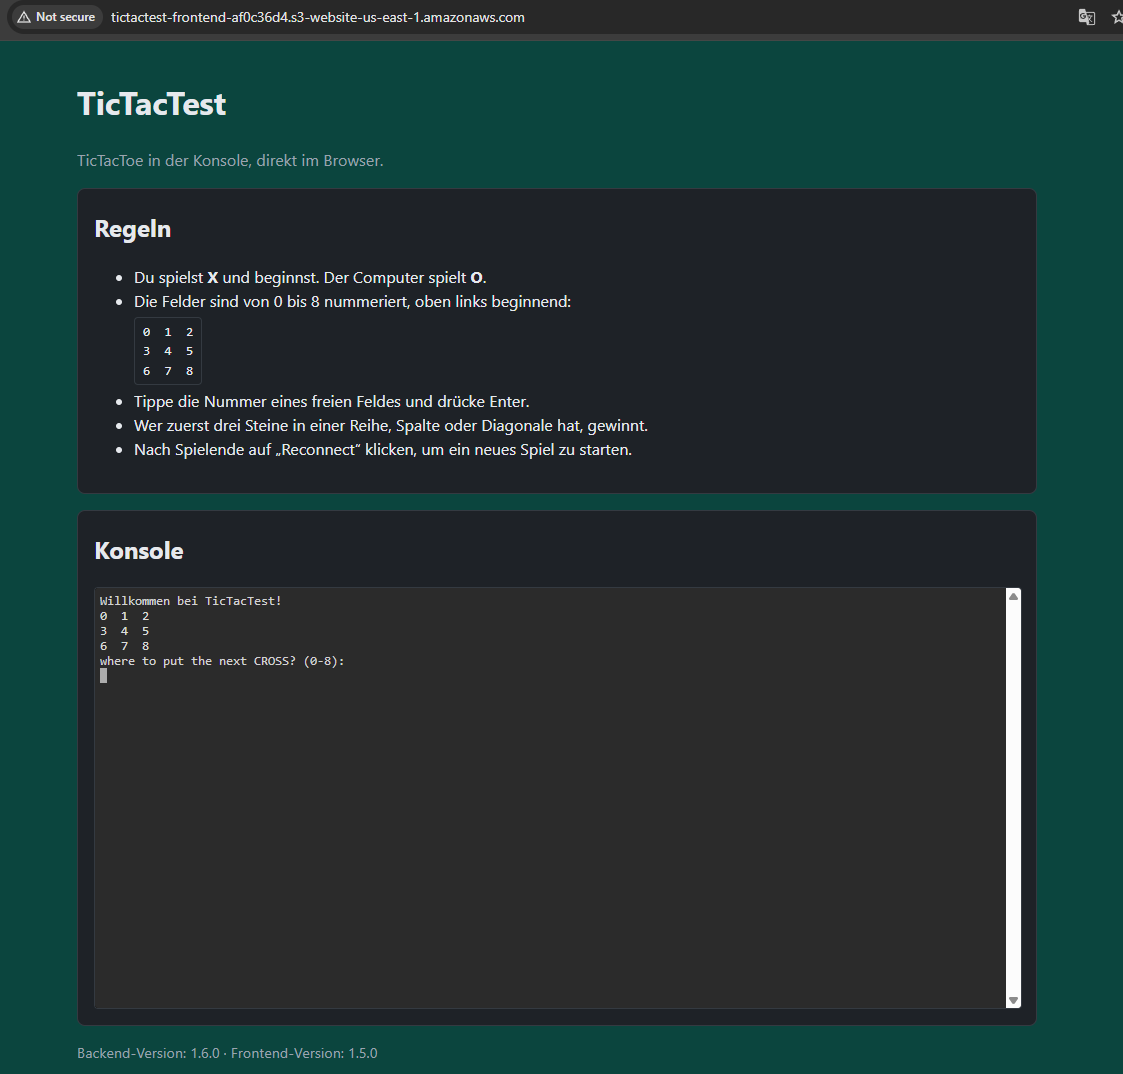 Not secure tictactest-frontend-af0c36d4.s3-website-us-east-1.amazonaws.com
TicTacTest
TicTacToe in der Konsole, direkt im Browser.
Regeln
Du spielst X und beginnst. Der Computer spielt O.
Die Felder sind von 0 bis 8 nummeriert, oben links beginnend:
0 1 2
3 4 5
6 7 8
Tippe die Nummer eines freien Feldes und drücke Enter.
Wer zuerst drei Steine in einer Reihe, Spalte oder Diagonale hat, gewinnt.
Nach Spielende auf „Reconnect“ klicken, um ein neues Spiel zu starten.
Konsole
Willkommen bei TicTacTest!
0 1 2
3 4 5
6 7 8
where to put the next CROSS? (0-8):
Backend-Version: 1.6.0 · Frontend-Version: 1.5.0